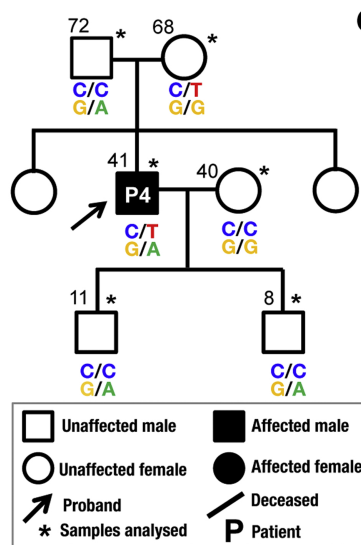 72 * 68 *
C/C C/T
G/A G/G
41 * 40 *
P4
C/T C/C
G/A G/G
11 * 8 *
C/C C/C
G/A G/A
Unaffected male Affected male
Unaffected female Affected female
Proband Deceased
* Samples analysed P Patient